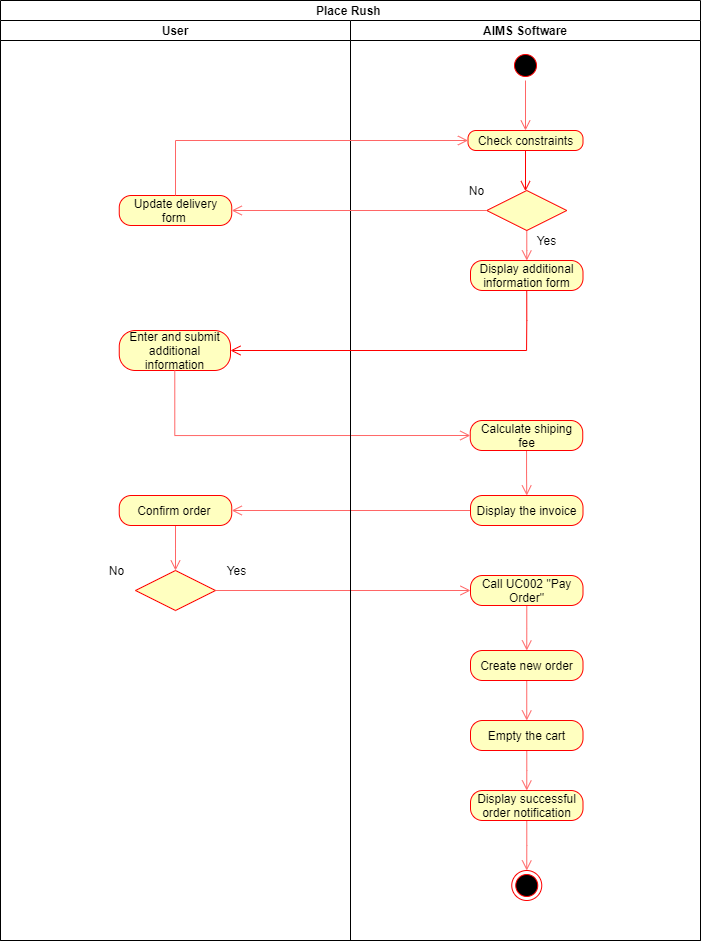 Place Rush
User
AIMS Software
Check constraints
No
Update delivery
form
Yes
Display additional
information form
Enter and submit
additional
information
Calculate shiping
fee
Confirm order
Display the invoice
No
Yes
Call UC002 "Pay
Order"
Create new order
Empty the cart
Display successful
order notification